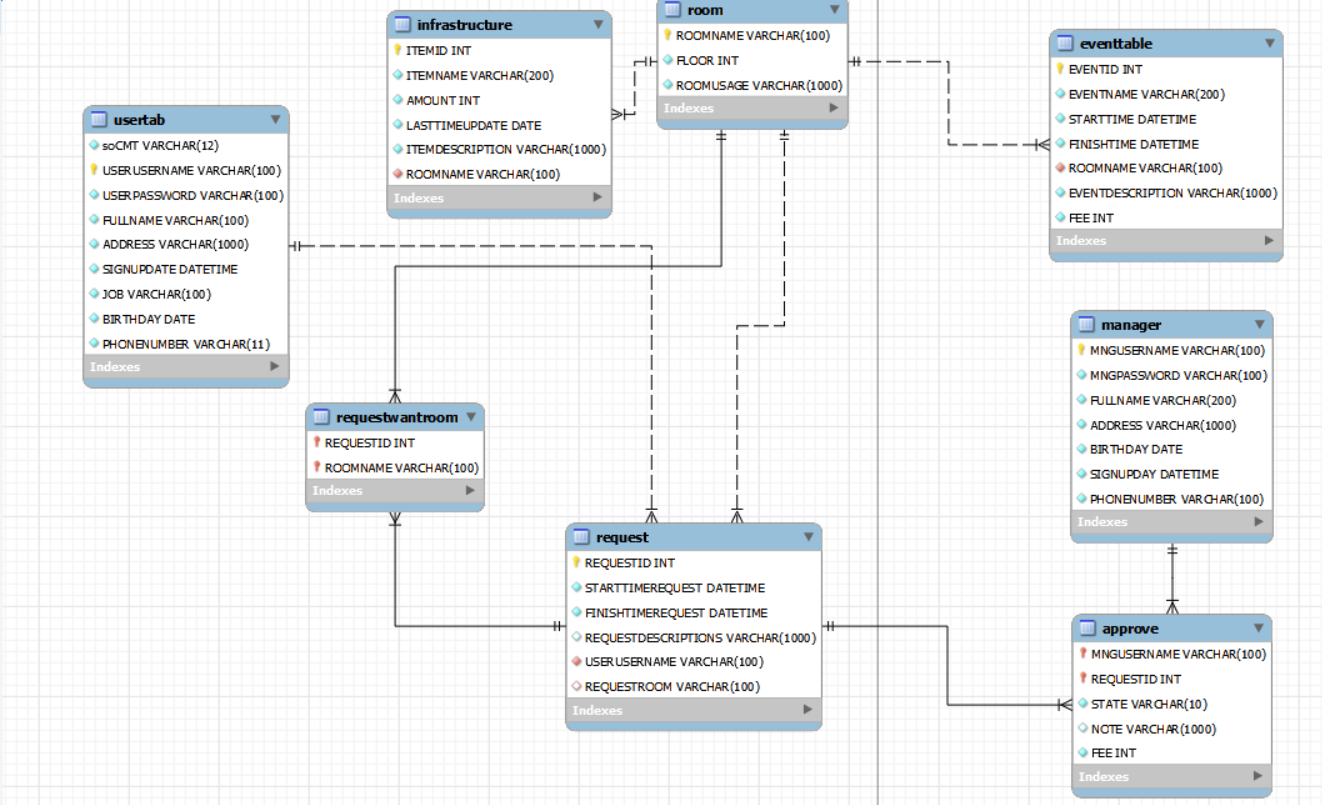 infrastructure
ITEMID INT
ITEMNAME VARCHAR(200)
AMOUNT INT
LASTTIMEUPDATE DATE
ITEMDESCRIPTION VARCHAR(1000)
ROOMNAME VARCHAR(100)
Indexes
room
ROOMNAME VARCHAR(100)
FLOOR INT
ROOMUSAGE VARCHAR(1000)
Indexes
eventtable
EVENTID INT
EVENTNAME VARCHAR(200)
STARTTIME DATETIME
FINISHTIME DATETIME
ROOMNAME VARCHAR(100)
EVENTDESCRIPTION VARCHAR(1000)
FEE INT
Indexes
usertab
soCMT VARCHAR(12)
USERUSERNAME VARCHAR(100)
USERPASSWORD VARCHAR(100)
FULLNAME VARCHAR(100)
ADDRESS VARCHAR(1000)
SIGNUPDATE DATETIME
JOB VARCHAR(100)
BIRTHDAY DATE
PHONENUMBER VARCHAR(11)
Indexes
manager
MNGUSERNAME VARCHAR(100)
MNGPASSWORD VARCHAR(100)
FULLNAME VARCHAR(200)
ADDRESS VARCHAR(1000)
BIRTHDAY DATE
SIGNUPDAY DATETIME
PHONENUMBER VARCHAR(100)
Indexes
requestwantroom
REQUESTID INT
ROOMNAME VARCHAR(100)
Indexes
request
REQUESTID INT
STARTTIMEREQUEST DATETIME
FINISHTIMEREQUEST DATETIME
REQUESTDESCRIPTIONS VARCHAR(1000)
USERUSERNAME VARCHAR(100)
REQUESTROOM VARCHAR(100)
Indexes
approve
MNGUSERNAME VARCHAR(100)
REQUESTID INT
STATE VARCHAR(10)
NOTE VARCHAR(1000)
FEE INT
Indexes